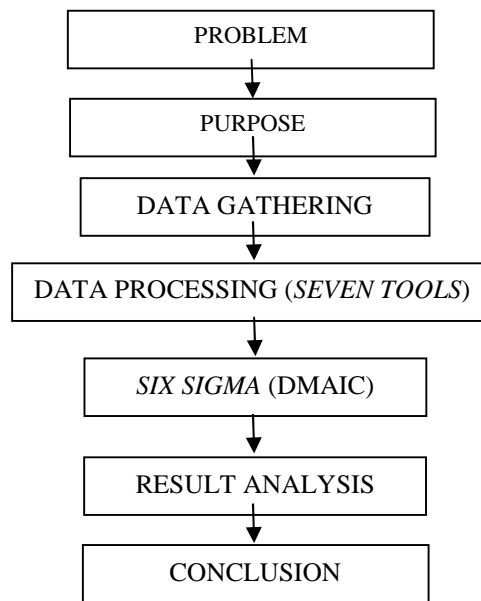 PROBLEM
PURPOSE
DATA GATHERING
DATA PROCESSING (SEVEN TOOLS)
SIX SIGMA (DMAIC)
RESULT ANALYSIS
CONCLUSION